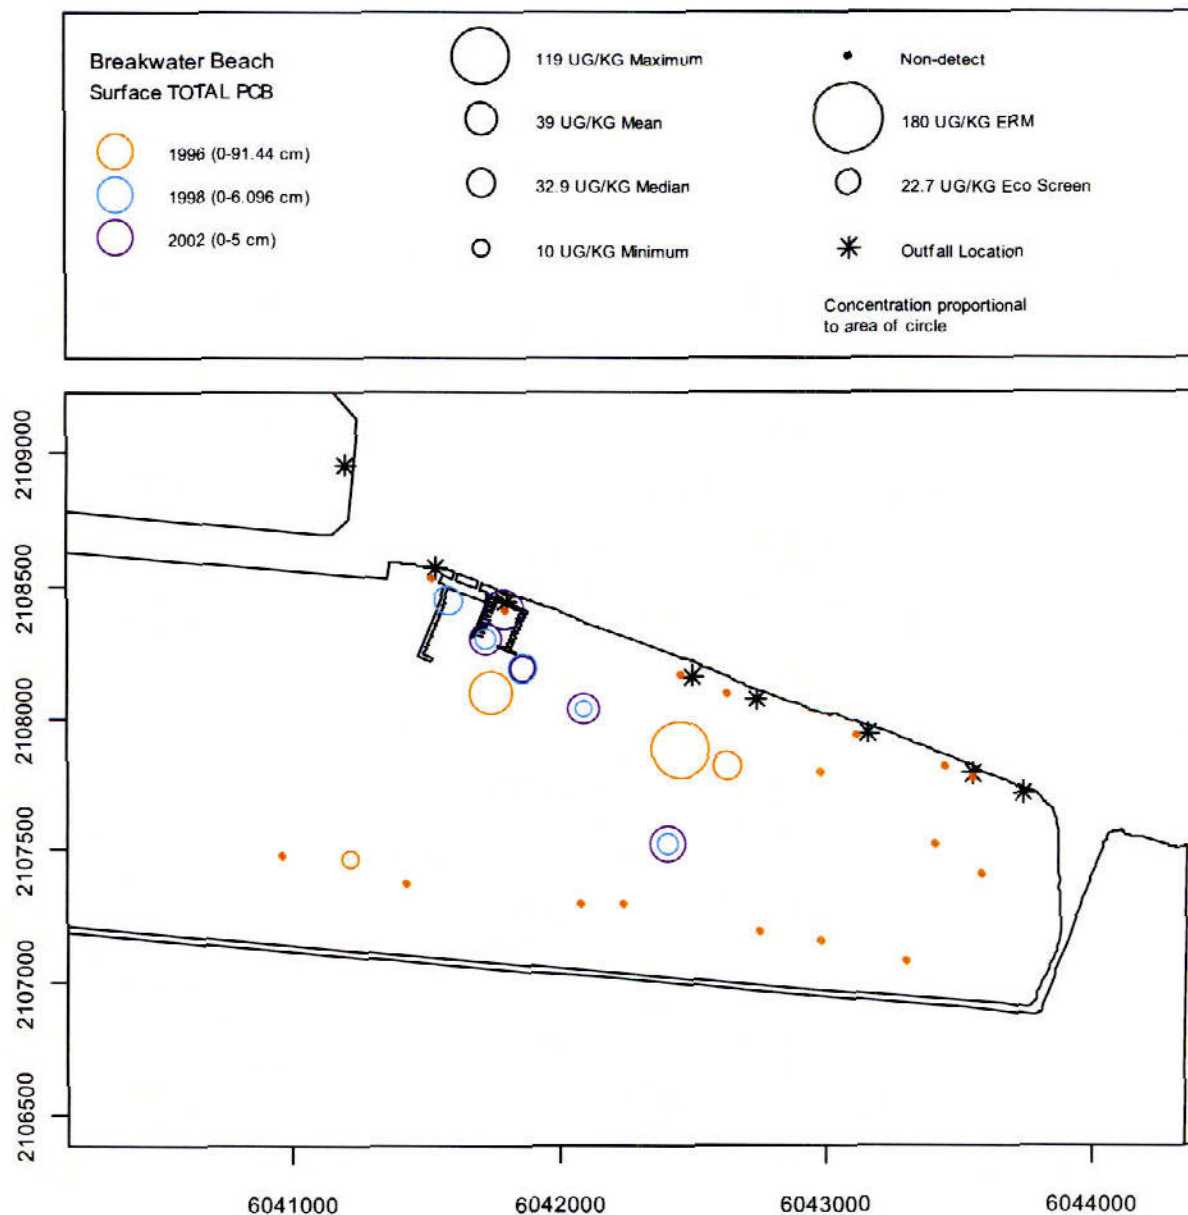 Breakwater Beach
Surface TOTAL PCB
1996 (0-91.44 cm)
1998 (0-6.096 cm)
2002 (0-5 cm)
119 UG/KG Maximum
39 UG/KG Mean
32.9 UG/KG Median
10 UG/KG Minimum
Non-detect
180 UG/KG ERM
22.7 UG/KG Eco Screen
Outfall Location
Concentration proportional
to area of circle
2109000
2108500
2108000
2107500
2107000
2106500
6041000
6042000
6043000
6044000